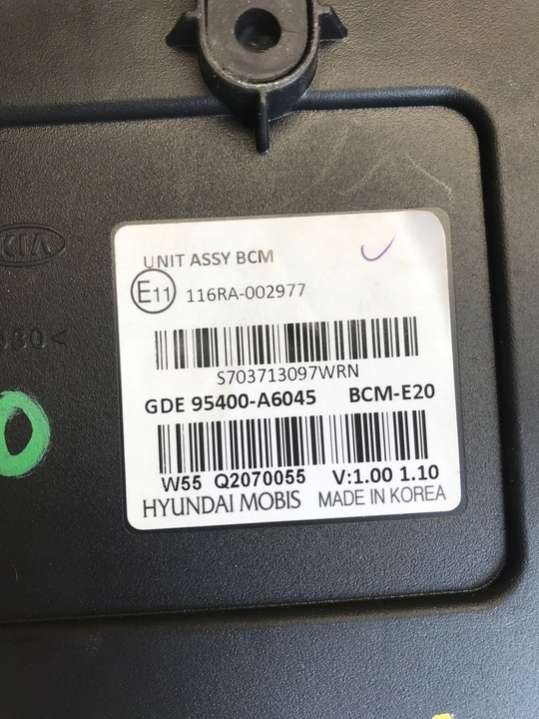 UNIT ASSY BCM
E11 116RA-002977
KIA
S703713097WRN
GDE 95400-A6045 BCM-E20
W55 Q2070055 V:1.00 1.10
HYUNDAI MOBIS MADE IN KOREA